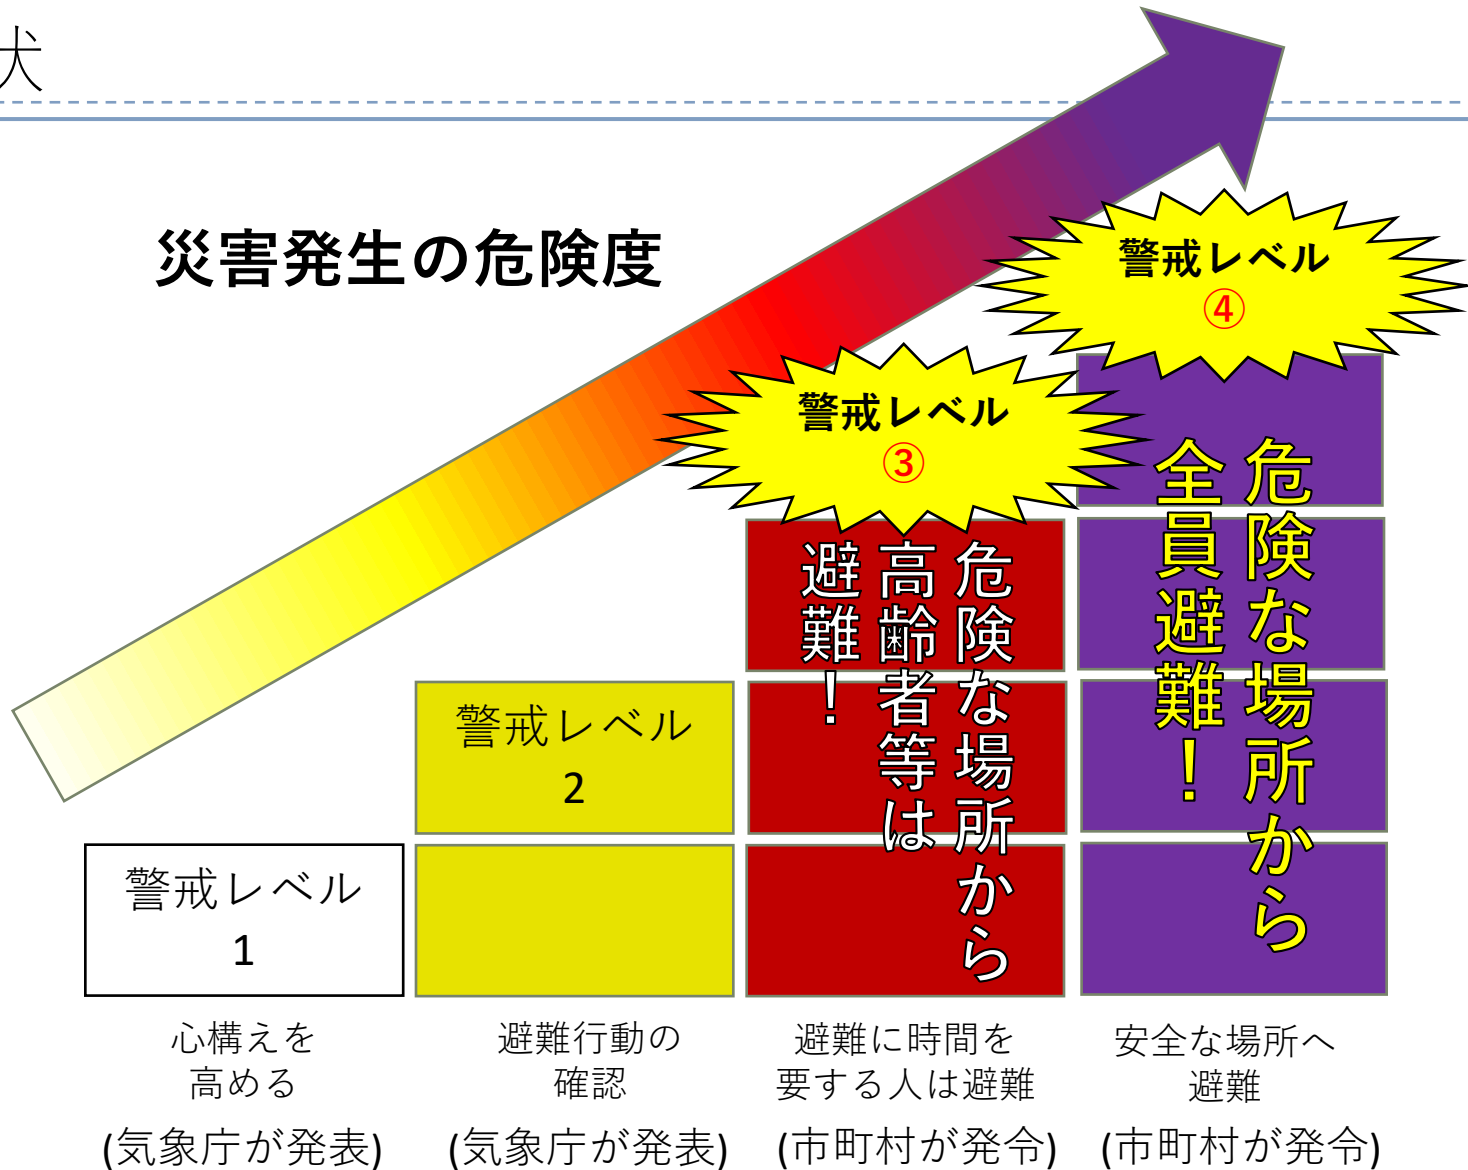 災害発生の危険度
警戒レベル
④
警戒レベル
③
危険な場所から
全員避難！
危険な場所から
高齢者等は
避難！
警戒レベル
2
警戒レベル
1
心構えを
高める
(気象庁が発表)
避難行動の
確認
(気象庁が発表)
避難に時間を
要する人は避難
(市町村が発令)
安全な場所へ
避難
(市町村が発令)